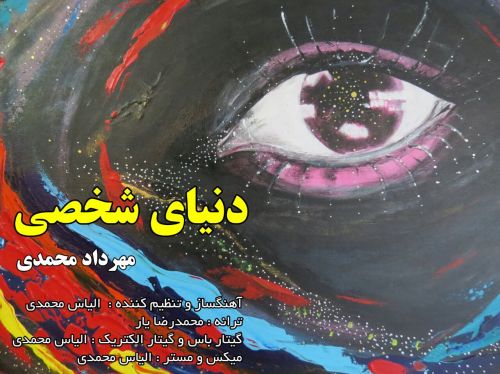 دنیای شخصی
مهرداد محمدی
آهنگساز و تنظیم کننده : الیاش محمدی
ترانه : محمدرضا یار
گیتار باس و گیتار الکتریک : الیاس محمدی
میکس و مستر : الیاس محمدی